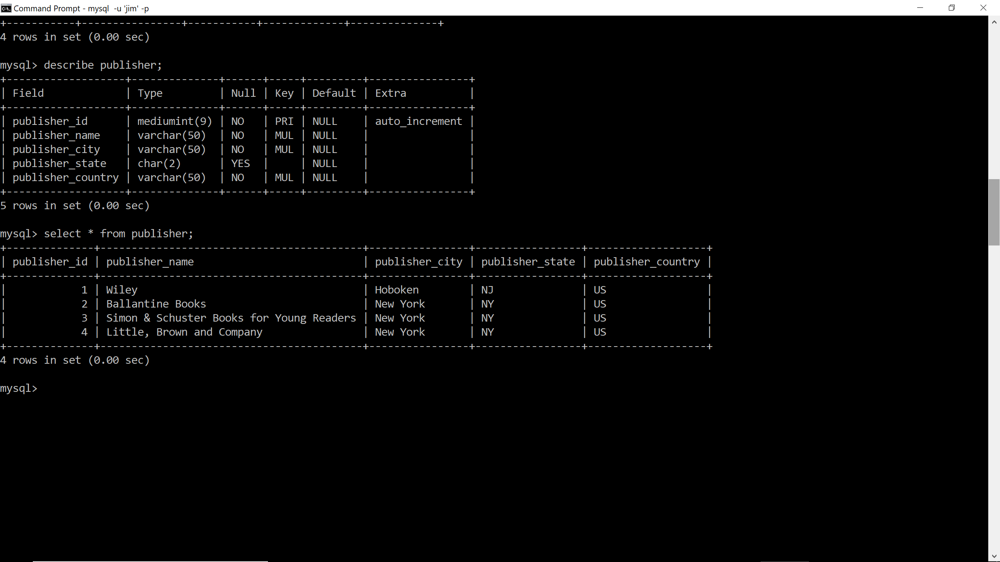 Command Prompt - mysql  -u 'jim' -p
+-----------+----------------+-----------+-------------+--------------+
4 rows in set (0.00 sec)
mysql> describe publisher;
+-------------------+--------------+------+-----+---------+----------------+
| Field             | Type         | Null | Key | Default | Extra          |
+-------------------+--------------+------+-----+---------+----------------+
| publisher_id      | mediumint(9) | NO   | PRI | NULL    | auto_increment |
| publisher_name    | varchar(50)  | NO   | MUL | NULL    |                |
| publisher_city    | varchar(50)  | NO   | MUL | NULL    |                |
| publisher_state   | char(2)      | YES  |     | NULL    |                |
| publisher_country | varchar(50)  | NO   | MUL | NULL    |                |
+-------------------+--------------+------+-----+---------+----------------+
5 rows in set (0.00 sec)
mysql> select * from publisher;
+--------------+------------------------------------------+----------------+-----------------+-------------------+
| publisher_id | publisher_name                           | publisher_city | publisher_state | publisher_country |
+--------------+------------------------------------------+----------------+-----------------+-------------------+
|            1 | Wiley                                    | Hoboken        | NJ              | US                |
|            2 | Ballantine Books                         | New York       | NY              | US                |
|            3 | Simon & Schuster Books for Young Readers | New York       | NY              | US                |
|            4 | Little, Brown and Company                | New York       | NY              | US                |
+--------------+------------------------------------------+----------------+-----------------+-------------------+
4 rows in set (0.00 sec)
mysql>